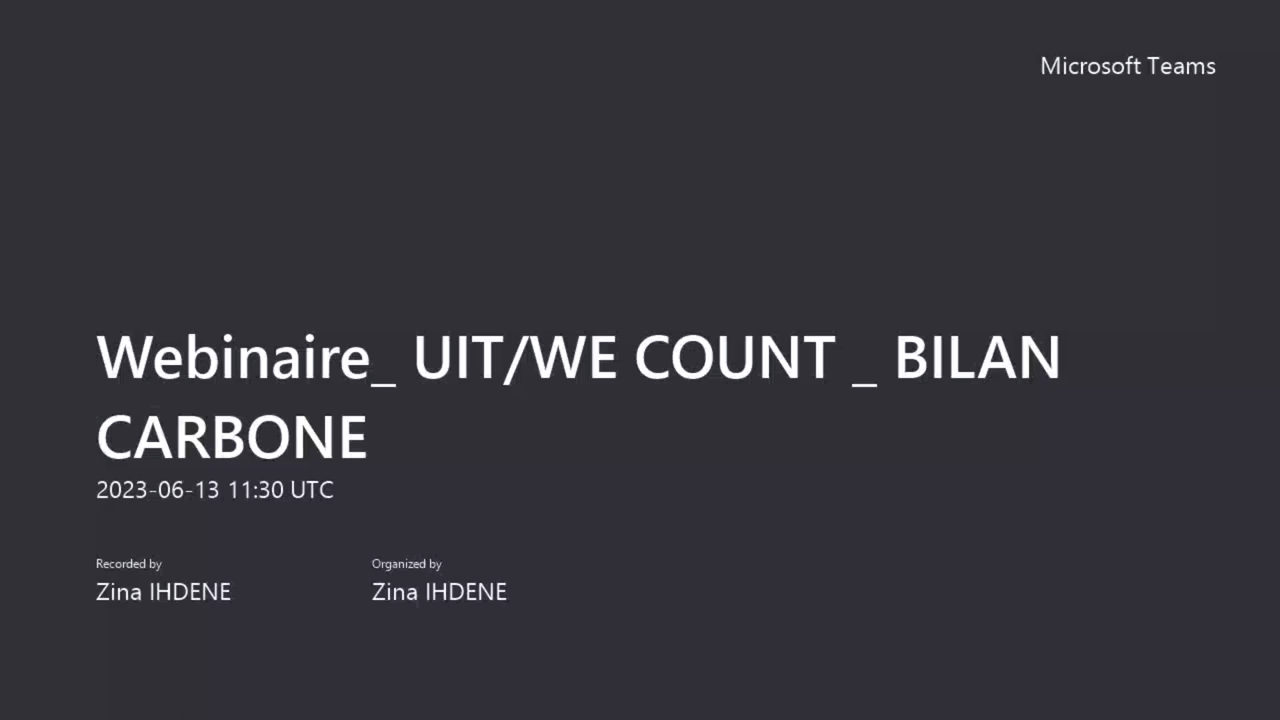 Microsoft Teams
Webinaire_ UIT/WE COUNT _ BILAN
CARBONE
2023-06-13 11:30 UTC
Recorded by
Organized by
Zina IHDENE
Zina IHDENE